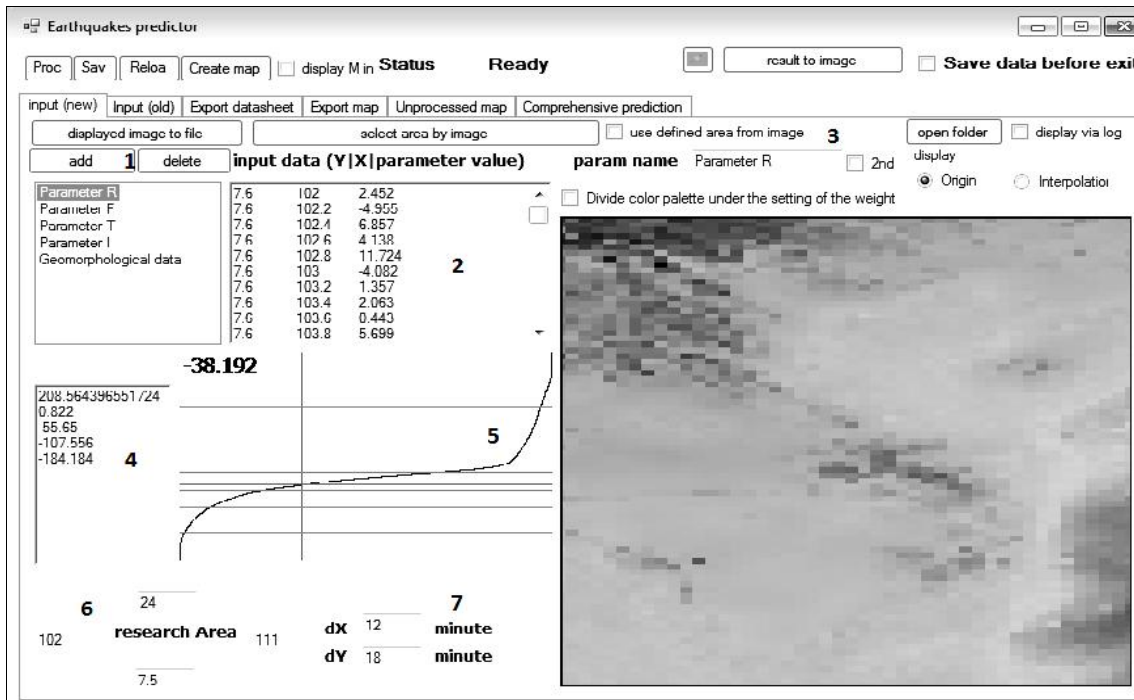 Earthquakes predictor
Proc Sav Reloa Create map display M in Status Ready result to image Save data before exit
input (new) Input (old) Export datasheet Export map Unprocessed map Comprehensive prediction
displayed image to file select area by image use defined area from image 3 open folder display via log
add 1 delete input data (Y|X|parameter value) param name Parameter R 2nd display
Origin Interpolation
Divide color palette under the setting of the weight
Parameter R
Parameter F
Parameter T
Parameter I
Geomorphological data
7.6 102 2.452
7.6 102.2 -4.955
7.6 102.4 6.857
7.6 102.6 4.138
7.6 102.8 11.724
7.6 103 -4.082
7.6 103.2 1.357
7.6 103.4 2.063
7.6 103.6 0.443
7.6 103.8 5.699
2
-38.192
208.564396551724
0.822
55.65
-107.556
-184.184
4
5
6
24
102 research Area 111
7.5
7
dX 12 minute
dY 18 minute